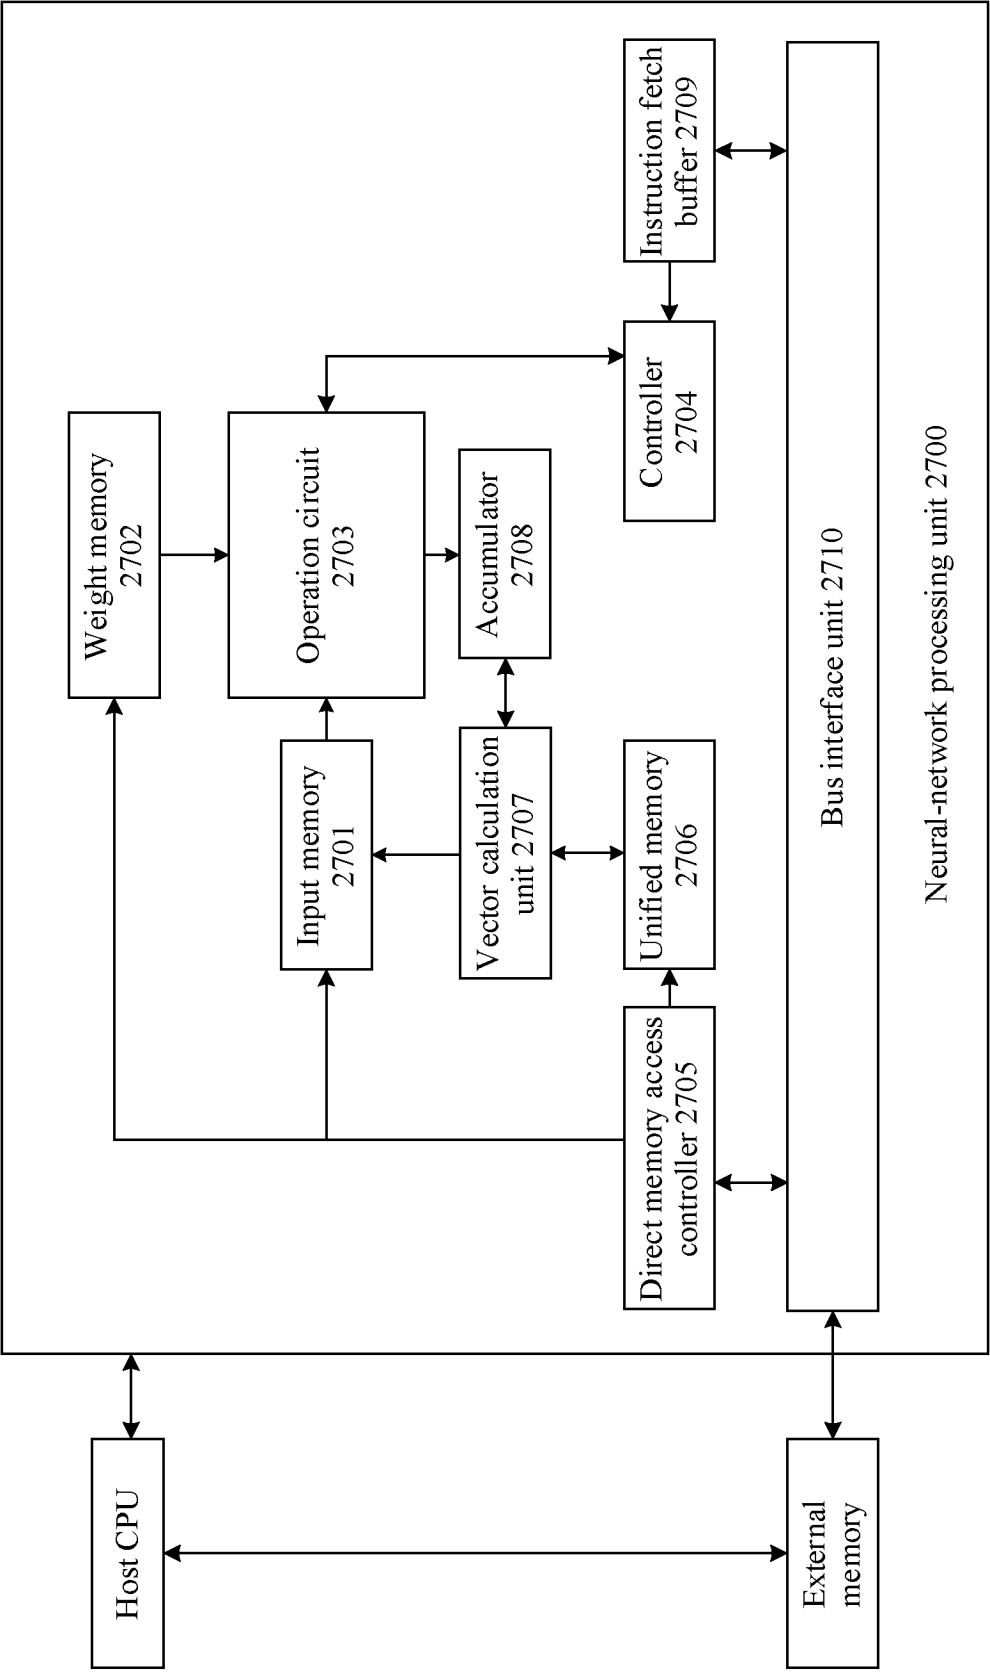 Host CPU
Weight memory
2702
Input memory
2701
Operation circuit
2703
Vector calculation
unit 2707
Accumulator
2708
Direct memory access
controller 2705
Unified memory
2706
Controller
2704
Instruction fetch
buffer 2709
External
memory
Bus interface unit 2710
Neural-network processing unit 2700